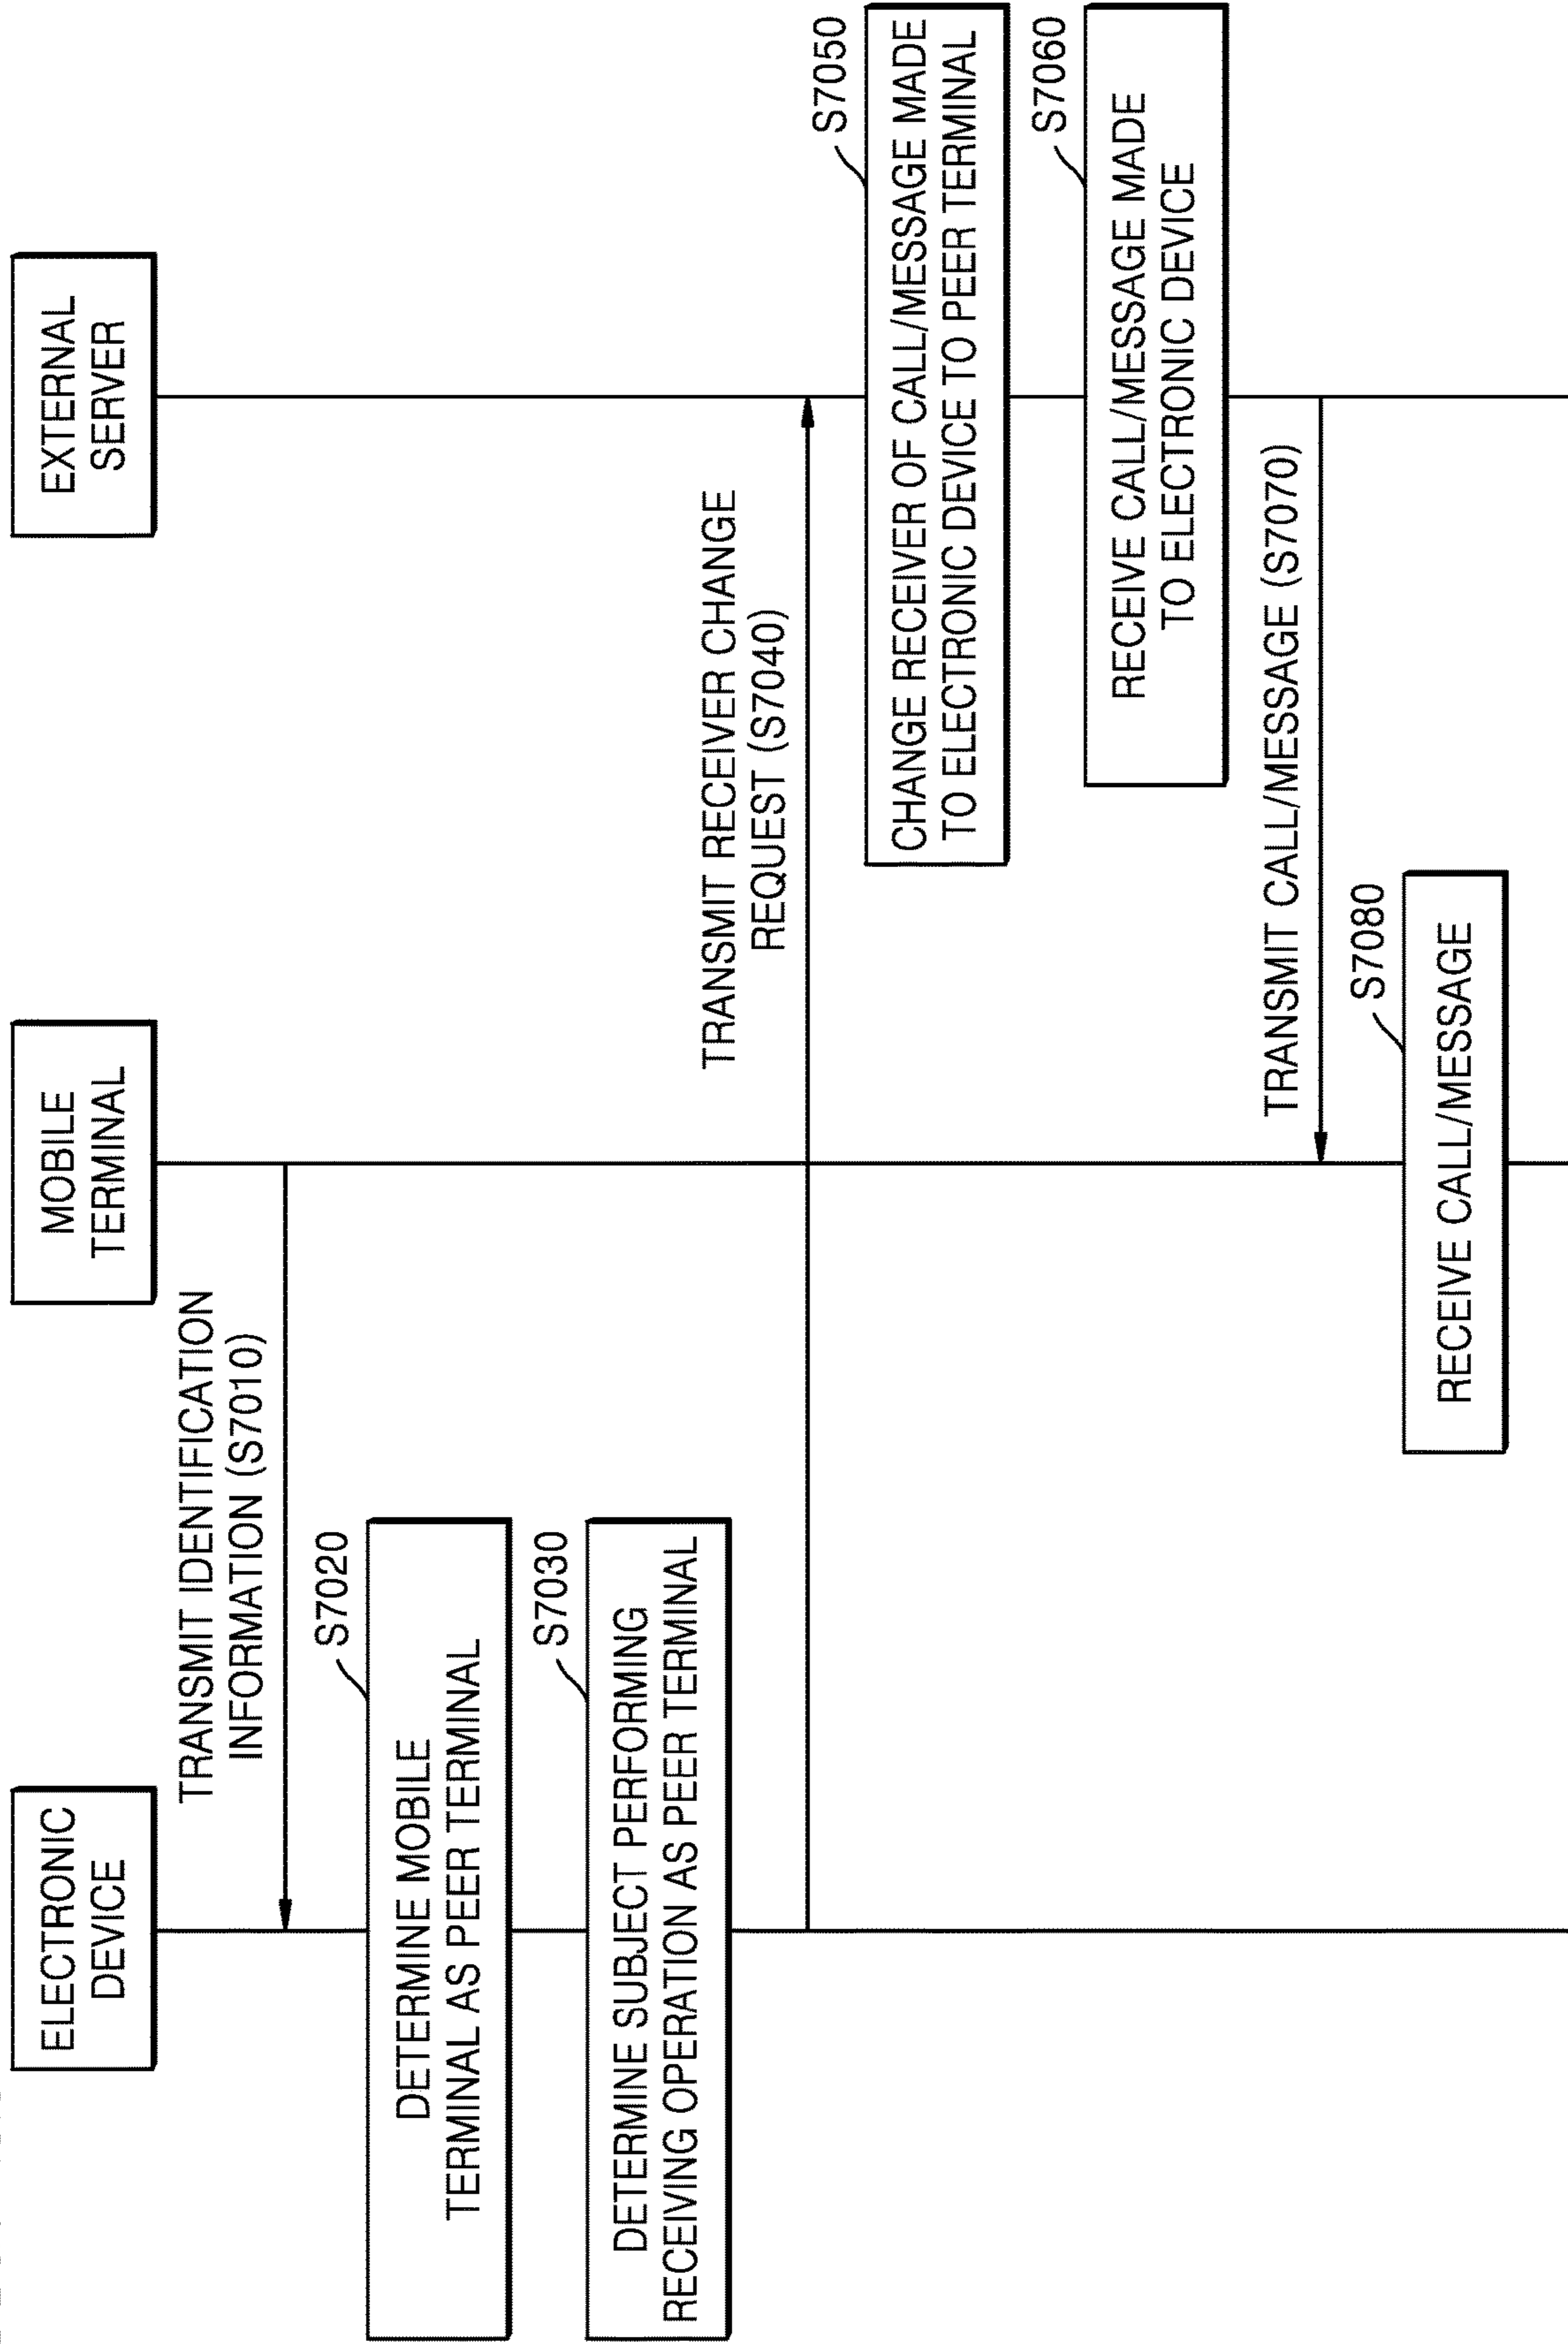 ELECTRONIC
DEVICE
MOBILE
TERMINAL
EXTERNAL
SERVER
TRANSMIT IDENTIFICATION
INFORMATION (S7010)
S7020
DETERMINE MOBILE
TERMINAL AS PEER TERMINAL
S7030
DETERMINE SUBJECT PERFORMING
RECEIVING OPERATION AS PEER TERMINAL
TRANSMIT RECEIVER CHANGE
REQUEST (S7040)
S7050
CHANGE RECEIVER OF CALL/MESSAGE MADE
TO ELECTRONIC DEVICE TO PEER TERMINAL
S7060
RECEIVE CALL/MESSAGE MADE
TO ELECTRONIC DEVICE
TRANSMIT CALL/MESSAGE (S7070)
S7080
RECEIVE CALL/MESSAGE